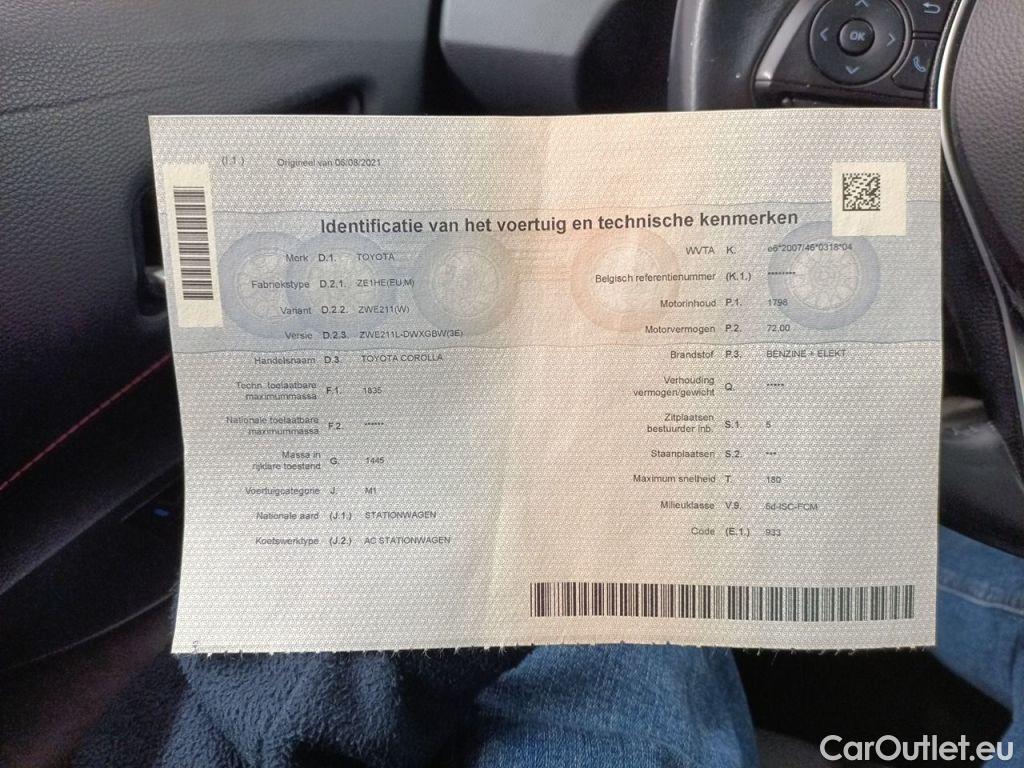 OK
(I.1.) Origineel van 06/08/2021
Identificatie van het voertuig en technische kenmerken
Merk D.1. TOYOTA
Fabriekstype D.2.1. ZE1HE(EU,M)
Variant D.2.2. ZWE211(W)
Versie D.2.3. ZWE211L-DWXGBW(3E)
Handelsnaam D.3. TOYOTA COROLLA
Techn. toelaatbare
maximummassa F.1. 1835
Nationale toelaatbare
maximummassa F.2. ******
Massa in
rijklare toestand G. 1445
Voertuigcategorie J. M1
Nationale aard (J.1.) STATIONWAGEN
Koetswerktype (J.2.) AC STATIONWAGEN
WVTA K. e6*2007/46*0318*04
Belgisch referentienummer (K.1.) ********
Motorinhoud P.1. 1798
Motorvermogen P.2. 72,00
Brandstof P.3. BENZINE + ELEKT
Verhouding
vermogen/gewicht Q. *****
Zitplaatsen
bestuurder inb. S.1. 5
Staanplaatsen S.2. ***
Maximum snelheid T. 180
Milieuklasse V.9. 6d-ISC-FCM
Code (E.1.) 933
CarOutlet.eu